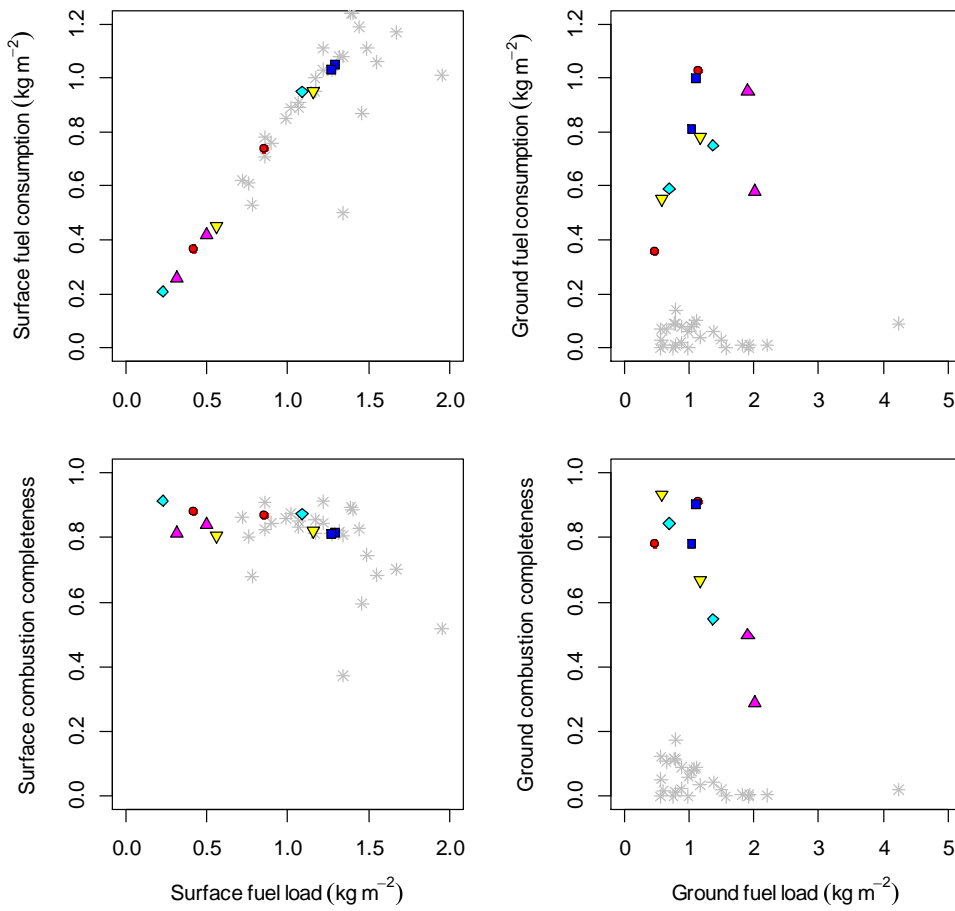 Surface fuel consumption (kg m−2)
0.0 0.2 0.4 0.6 0.8 1.0 1.2
0.0 0.5 1.0 1.5 2.0
Ground fuel consumption (kg m−2)
0.0 0.2 0.4 0.6 0.8 1.0 1.2
0 1 2 3 4 5
Surface combustion completeness
0.0 0.2 0.4 0.6 0.8 1.0
0.0 0.5 1.0 1.5 2.0
Surface fuel load (kg m−2)
Ground combustion completeness
0.0 0.2 0.4 0.6 0.8 1.0
0 1 2 3 4 5
Ground fuel load (kg m−2)